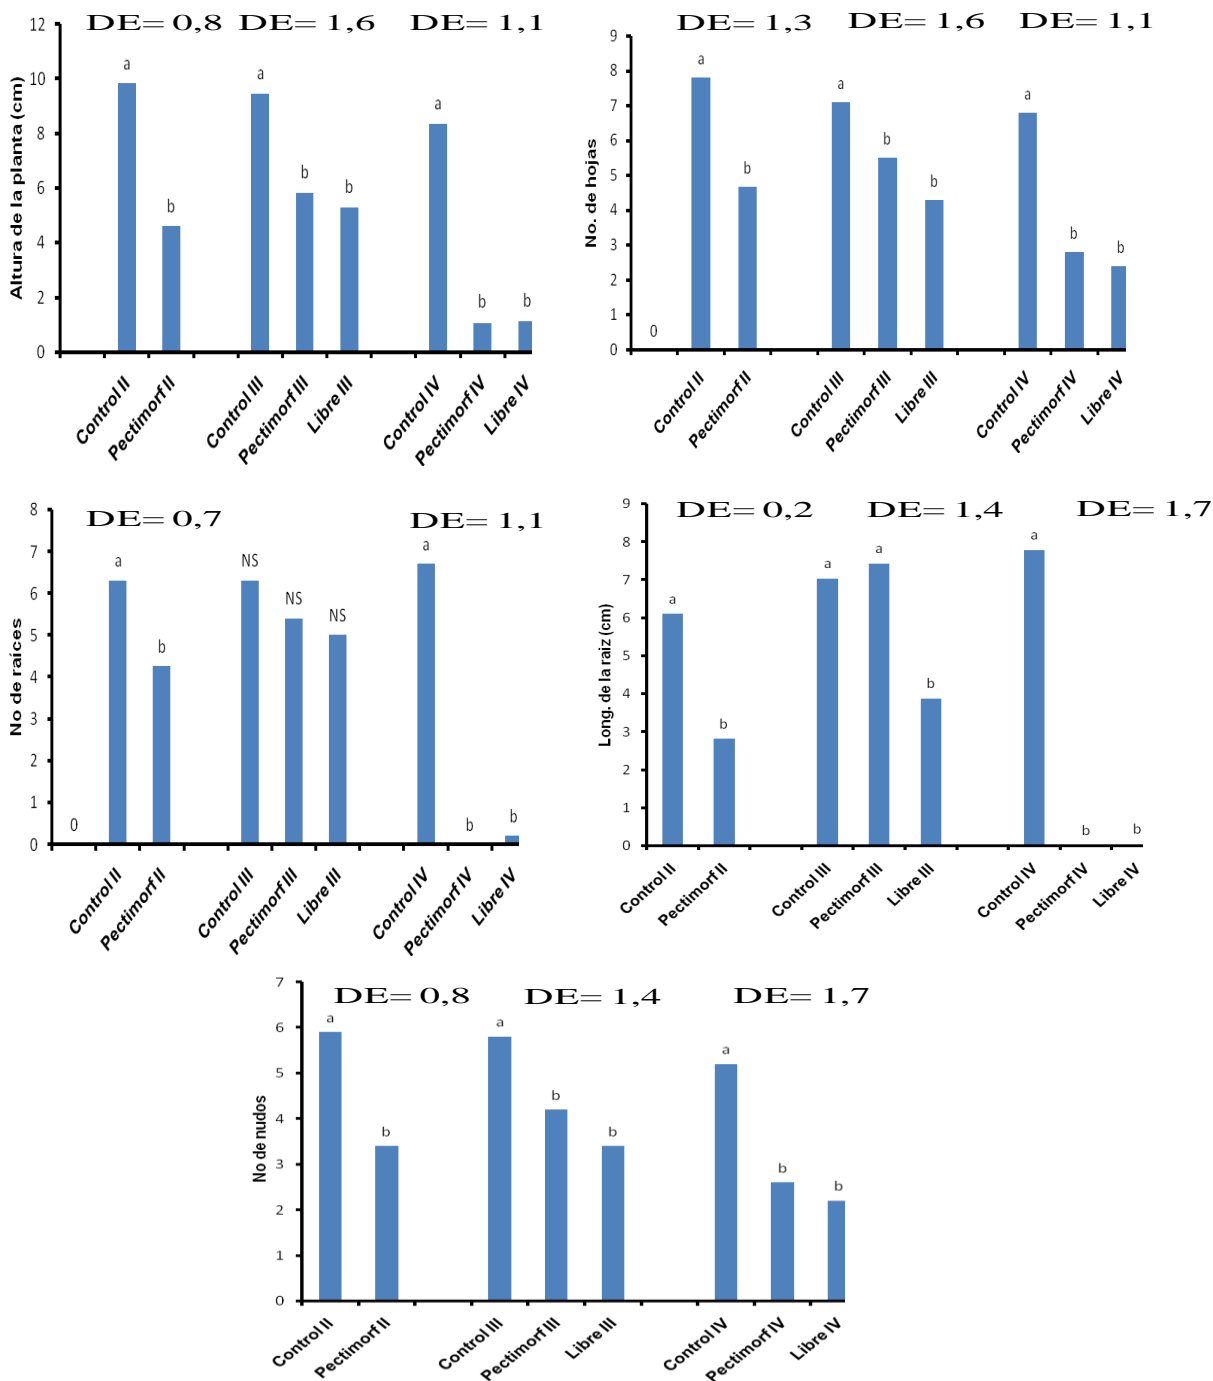 DE= 0,8 DE= 1,6 DE= 1,1
Altura de la planta (cm)
12
10
8
6
4
2
0
a
b
a
b
b
a
b
b
Control II
Pectimorf II
Control III
Pectimorf III
Libre III
Control IV
Pectimorf IV
Libre IV
DE= 1,3 DE= 1,6 DE= 1,1
No. de hojas
9
8
7
6
5
4
3
2
1
0
0
a
b
a
b
b
a
b
b
Control II
Pectimorf II
Control III
Pectimorf III
Libre III
Control IV
Pectimorf IV
Libre IV
DE= 0,7 DE= 1,1
No de raíces
8
7
6
5
4
3
2
1
0
0
a
b
NS
NS
NS
a
b
b
Control II
Pectimorf II
Control III
Pectimorf III
Libre III
Control IV
Pectimorf IV
Libre IV
DE= 0,2 DE= 1,4 DE= 1,7
Long. de la raiz (cm)
9
8
7
6
5
4
3
2
1
0
a
b
a
a
b
a
b
b
Control II
Pectimorf II
Control III
Pectimorf III
Libre III
Control IV
Pectimorf IV
Libre IV
DE= 0,8 DE= 1,4 DE= 1,7
No de nudos
7
6
5
4
3
2
1
0
a
b
a
b
b
a
b
b
Control II
Pectimorf II
Control III
Pectimorf III
Libre III
Control IV
Pectimorf IV
Libre IV